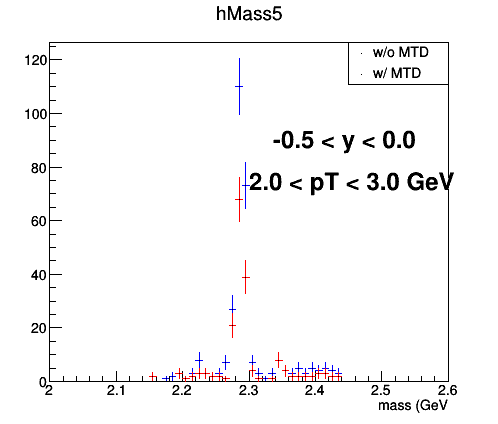 hMass5
w/o MTD
w/ MTD
-0.5 < y < 0.0
2.0 < pT < 3.0 GeV
120
100
80
60
40
20
0
2 2.1 2.2 2.3 2.4 2.5 2.6
mass (GeV